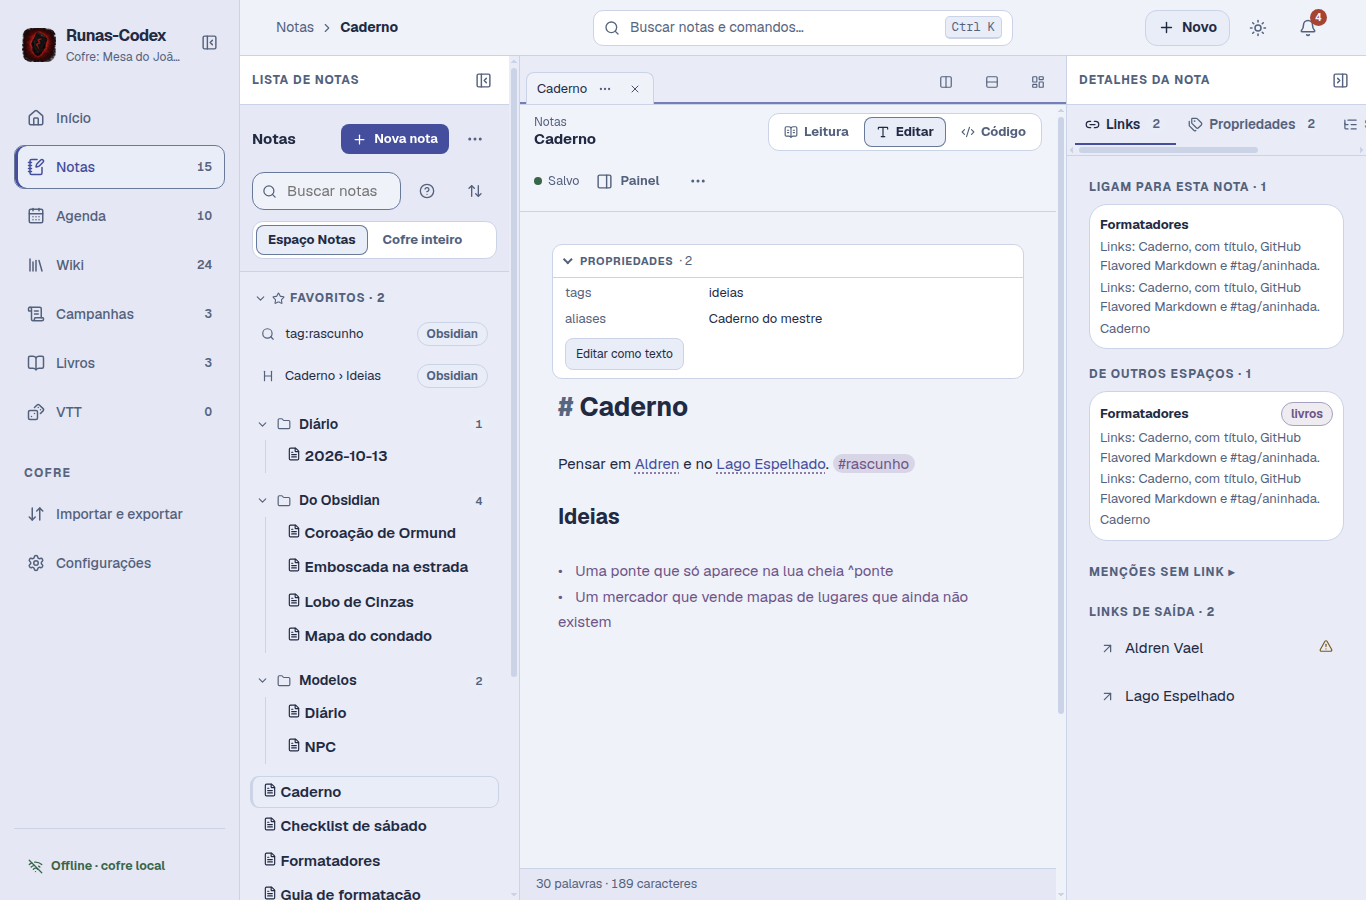 Runas-Codex
Cofre: Mesa do Joã…
Início
Notas 15
Agenda 10
Wiki 24
Campanhas 3
Livros 3
VTT 0
COFRE
Importar e exportar
Configurações
Offline · cofre local
Notas > Caderno
Buscar notas e comandos… Ctrl K
+ Novo
4
LISTA DE NOTAS
Notas
+ Nova nota
Buscar notas
Espaço Notas Cofre inteiro
FAVORITOS · 2
tag:rascunho Obsidian
Caderno › Ideias Obsidian
Diário 1
2026-10-13
Do Obsidian 4
Coroação de Ormund
Emboscada na estrada
Lobo de Cinzas
Mapa do condado
Modelos 2
Diário
NPC
Caderno
Checklist de sábado
Formatadores
Guia de formatação
Caderno
Notas
Caderno
Leitura Editar Código
Salvo Painel
PROPRIEDADES · 2
tags ideias
aliases Caderno do mestre
Editar como texto
# Caderno
Pensar em Aldren e no Lago Espelhado. #rascunho
Ideias
• Uma ponte que só aparece na lua cheia ^ponte
• Um mercador que vende mapas de lugares que ainda não
existem
30 palavras · 189 caracteres
DETALHES DA NOTA
Links 2 Propriedades 2
LIGAM PARA ESTA NOTA · 1
Formatadores
Links: Caderno, com título, GitHub
Flavored Markdown e #tag/aninhada.
Links: Caderno, com título, GitHub
Flavored Markdown e #tag/aninhada.
Caderno
DE OUTROS ESPAÇOS · 1
Formatadores livros
Links: Caderno, com título, GitHub
Flavored Markdown e #tag/aninhada.
Links: Caderno, com título, GitHub
Flavored Markdown e #tag/aninhada.
Caderno
MENÇÕES SEM LINK ▸
LINKS DE SAÍDA · 2
Aldren Vael
Lago Espelhado